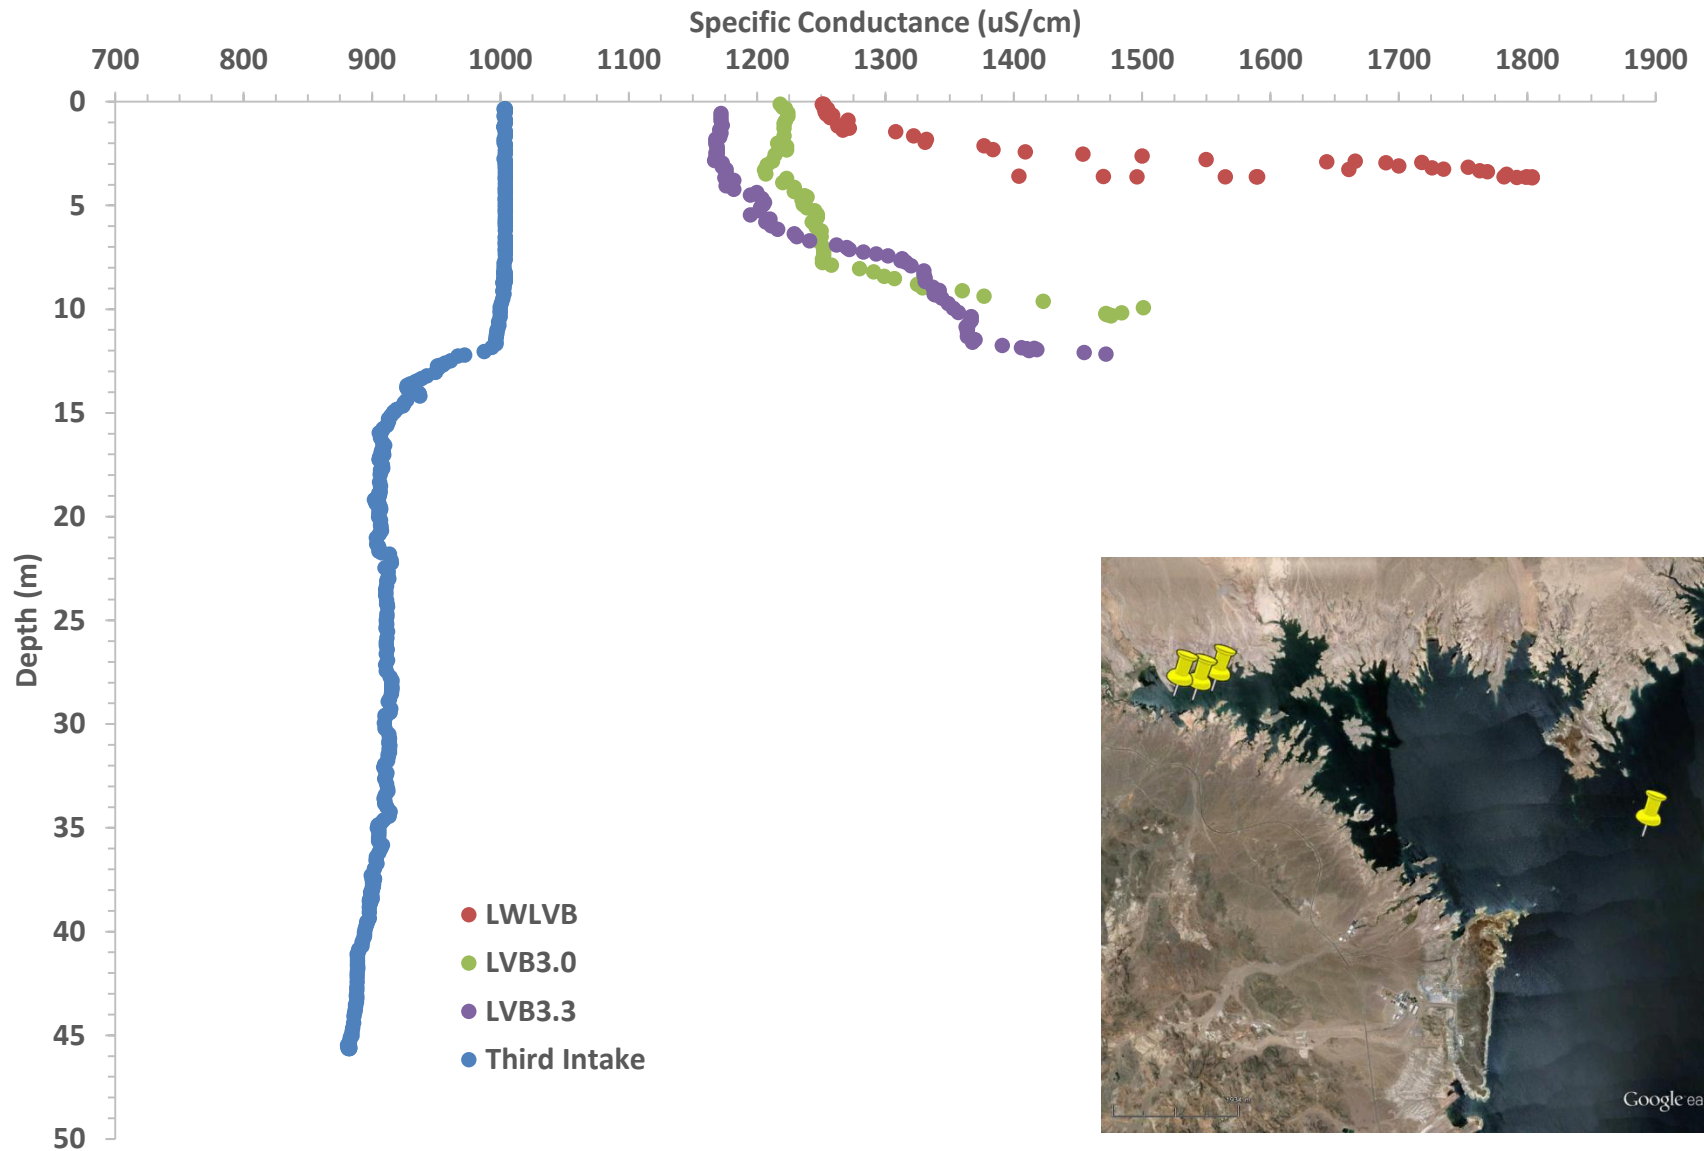 Specific Conductance (uS/cm)
700 800 900 1000 1100 1200 1300 1400 1500 1600 1700 1800 1900
0
5
10
15
20
25
30
35
40
45
50
Depth (m)
LWLVB
LVB3.0
LVB3.3
Third Intake
Google ea